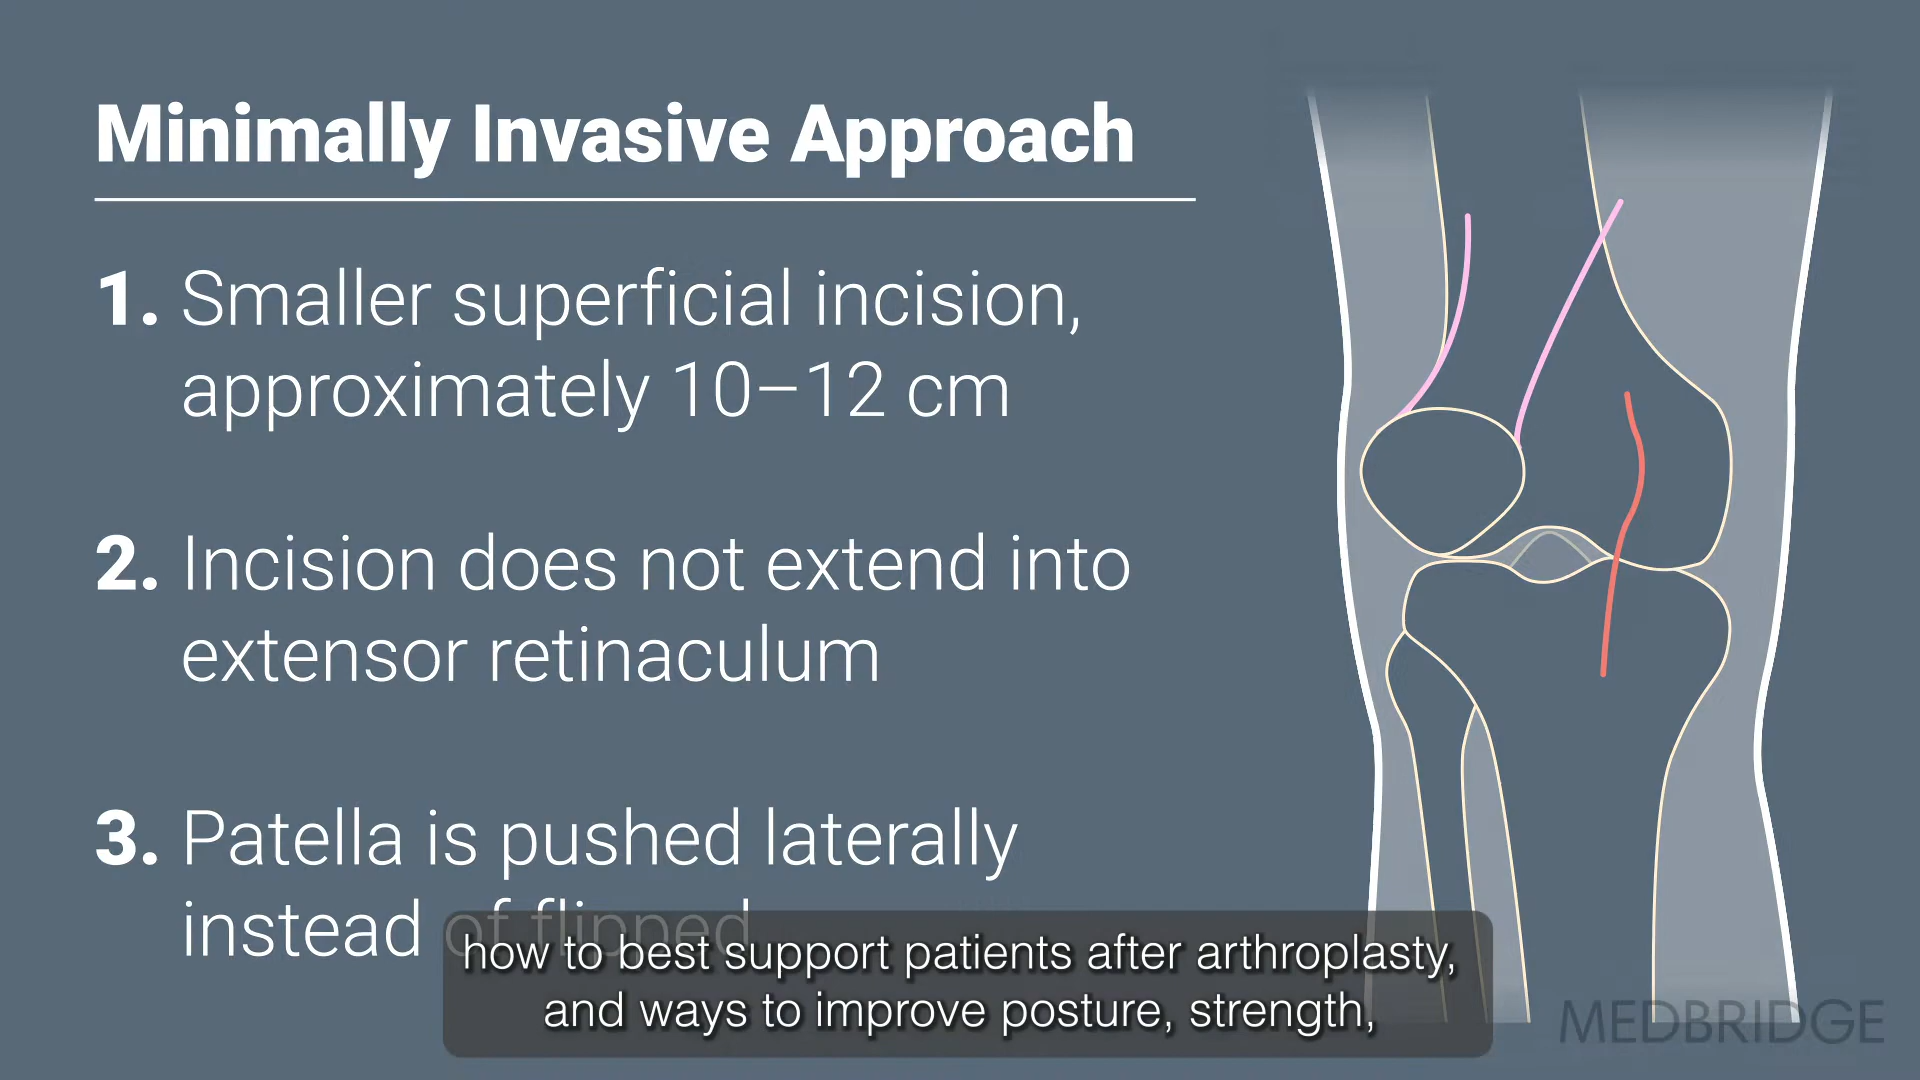 Minimally Invasive Approach
1. Smaller superficial incision,
approximately 10–12 cm
2. Incision does not extend into
extensor retinaculum
3. Patella is pushed laterally
instead of flipped
how to best support patients after arthroplasty,
and ways to improve posture, strength,
MEDBRIDGE